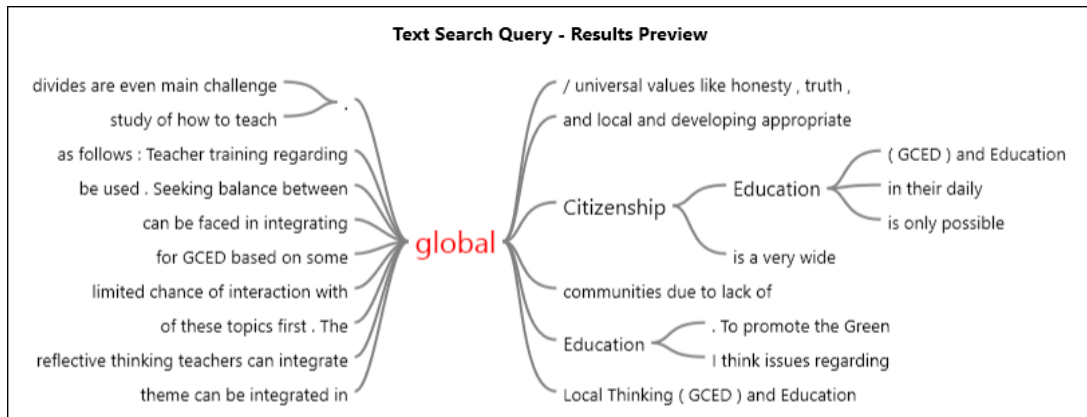 Text Search Query - Results Preview
divides are even main challenge
study of how to teach
.
as follows : Teacher training regarding
be used . Seeking balance between
can be faced in integrating
for GCED based on some
limited chance of interaction with
of these topics first . The
reflective thinking teachers can integrate
theme can be integrated in
global
/ universal values like honesty , truth ,
and local and developing appropriate
Citizenship
Education
( GCED ) and Education
in their daily
is only possible
is a very wide
communities due to lack of
Education
. To promote the Green
I think issues regarding
Local Thinking ( GCED ) and Education